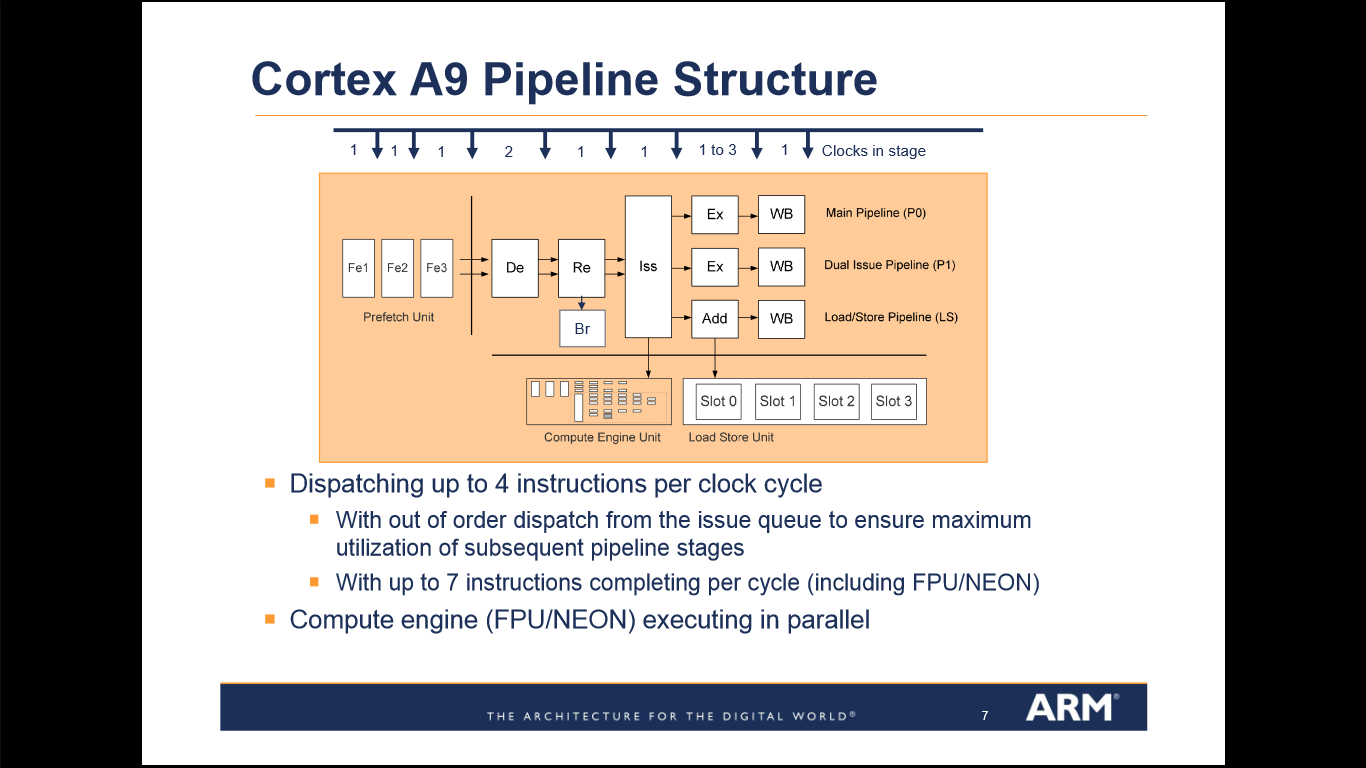 Cortex A9 Pipeline Structure
1 1 1 2 1 1 1 to 3 1 Clocks in stage
Ex WB Main Pipeline (P0)
Fe1 Fe2 Fe3 De Re Iss Ex WB Dual Issue Pipeline (P1)
Prefetch Unit Br Add WB Load/Store Pipeline (LS)
Slot 0 Slot 1 Slot 2 Slot 3
Compute Engine Unit Load Store Unit
Dispatching up to 4 instructions per clock cycle
With out of order dispatch from the issue queue to ensure maximum
utilization of subsequent pipeline stages
With up to 7 instructions completing per cycle (including FPU/NEON)
Compute engine (FPU/NEON) executing in parallel
THE ARCHITECTURE FOR THE DIGITAL WORLD® 7 ARM®